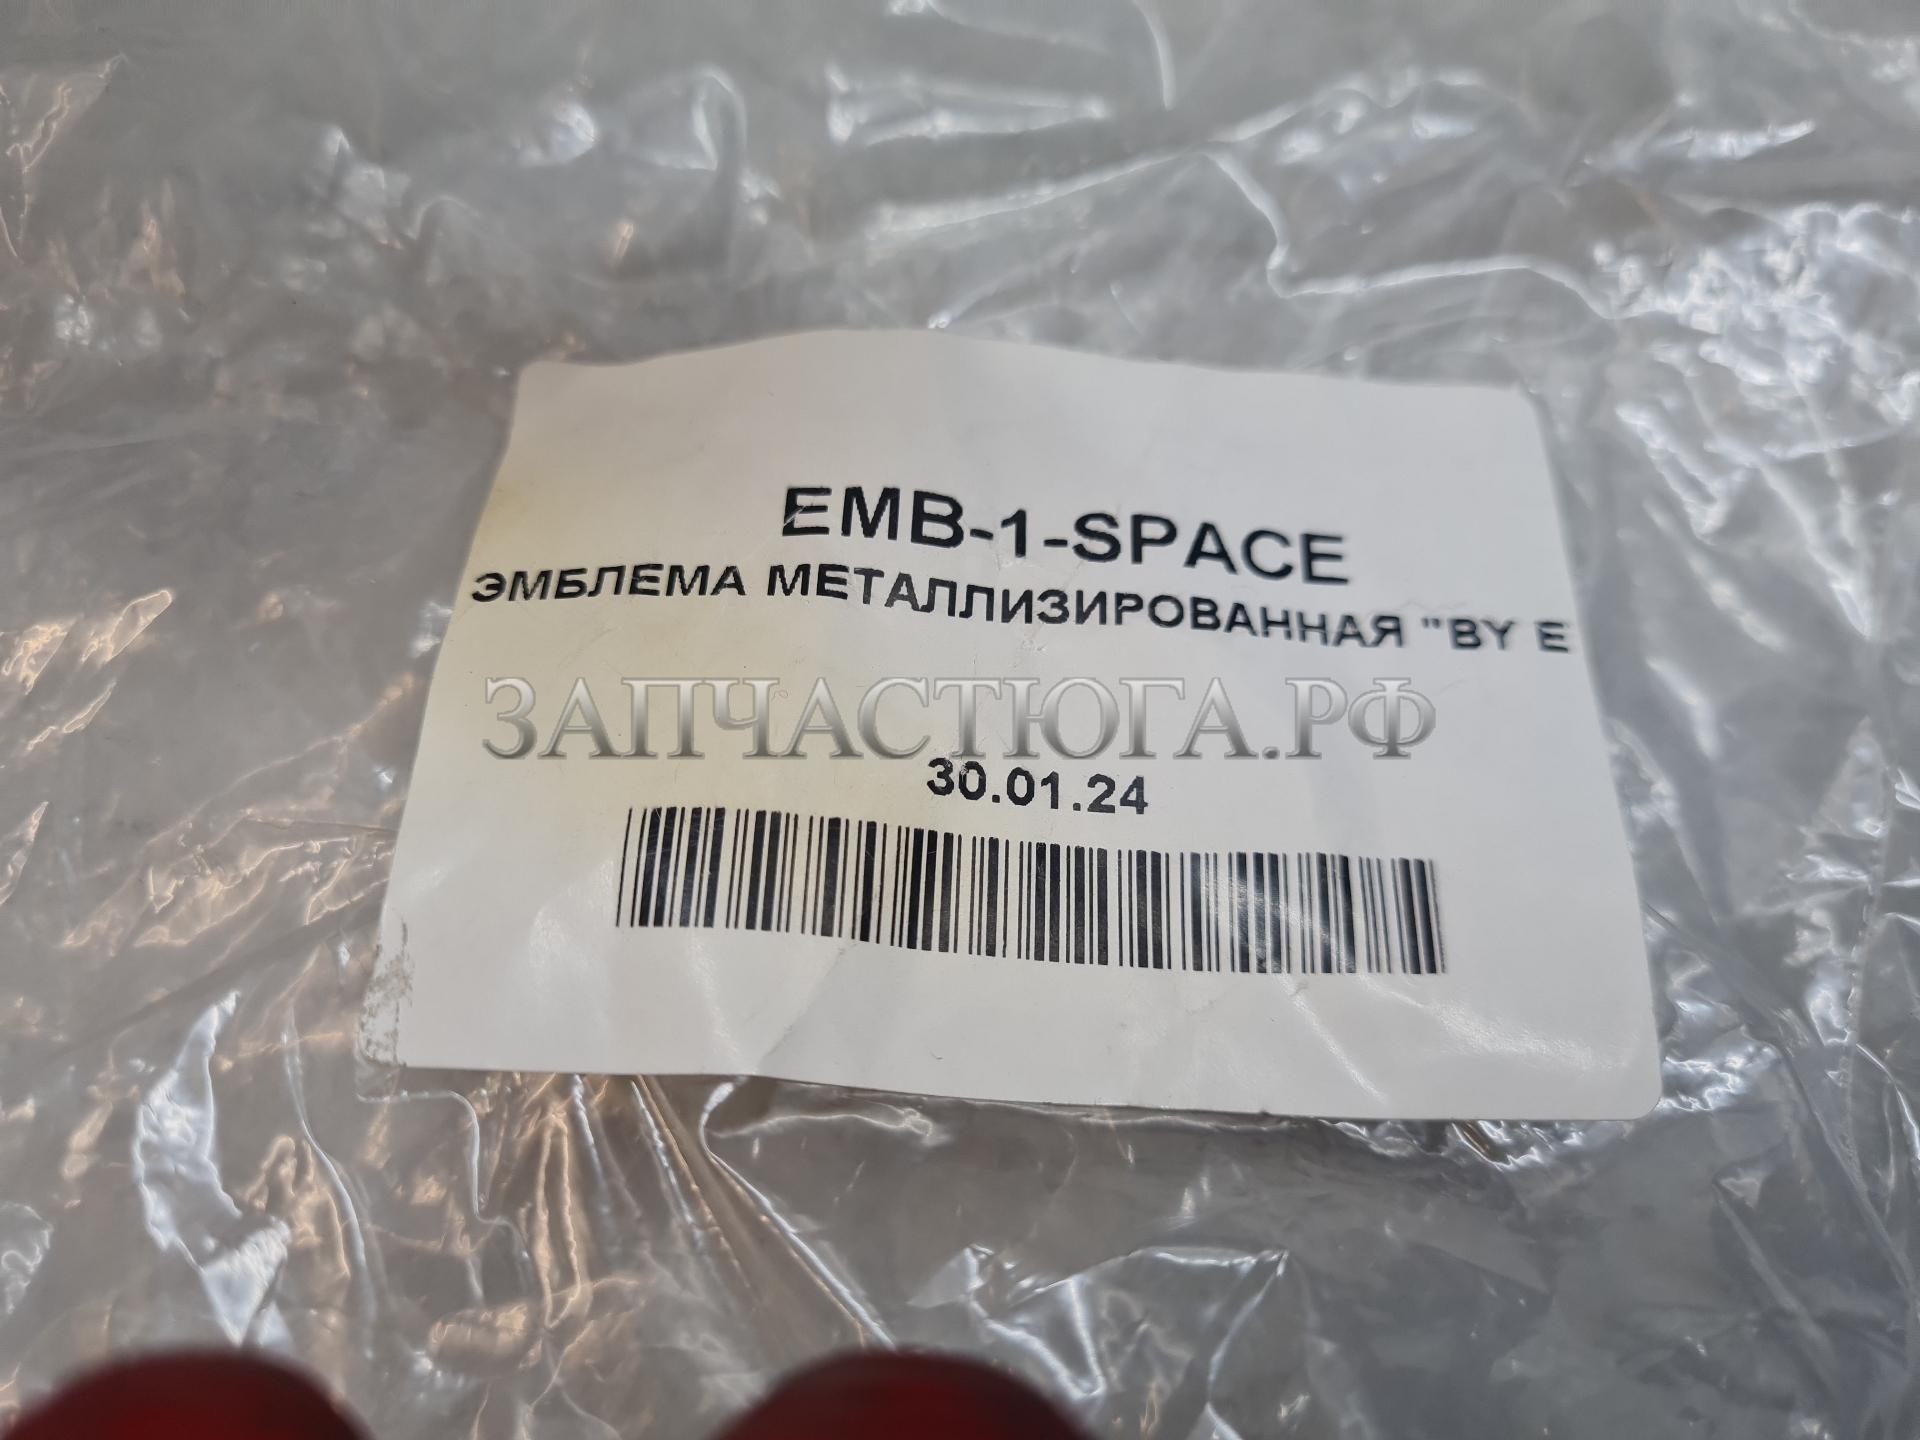 EMB-1-SPACE
ЭМБЛЕМА МЕТАЛЛИЗИРОВАННАЯ "BY E
ЗАПЧАСТЮГА.РФ
30.01.24